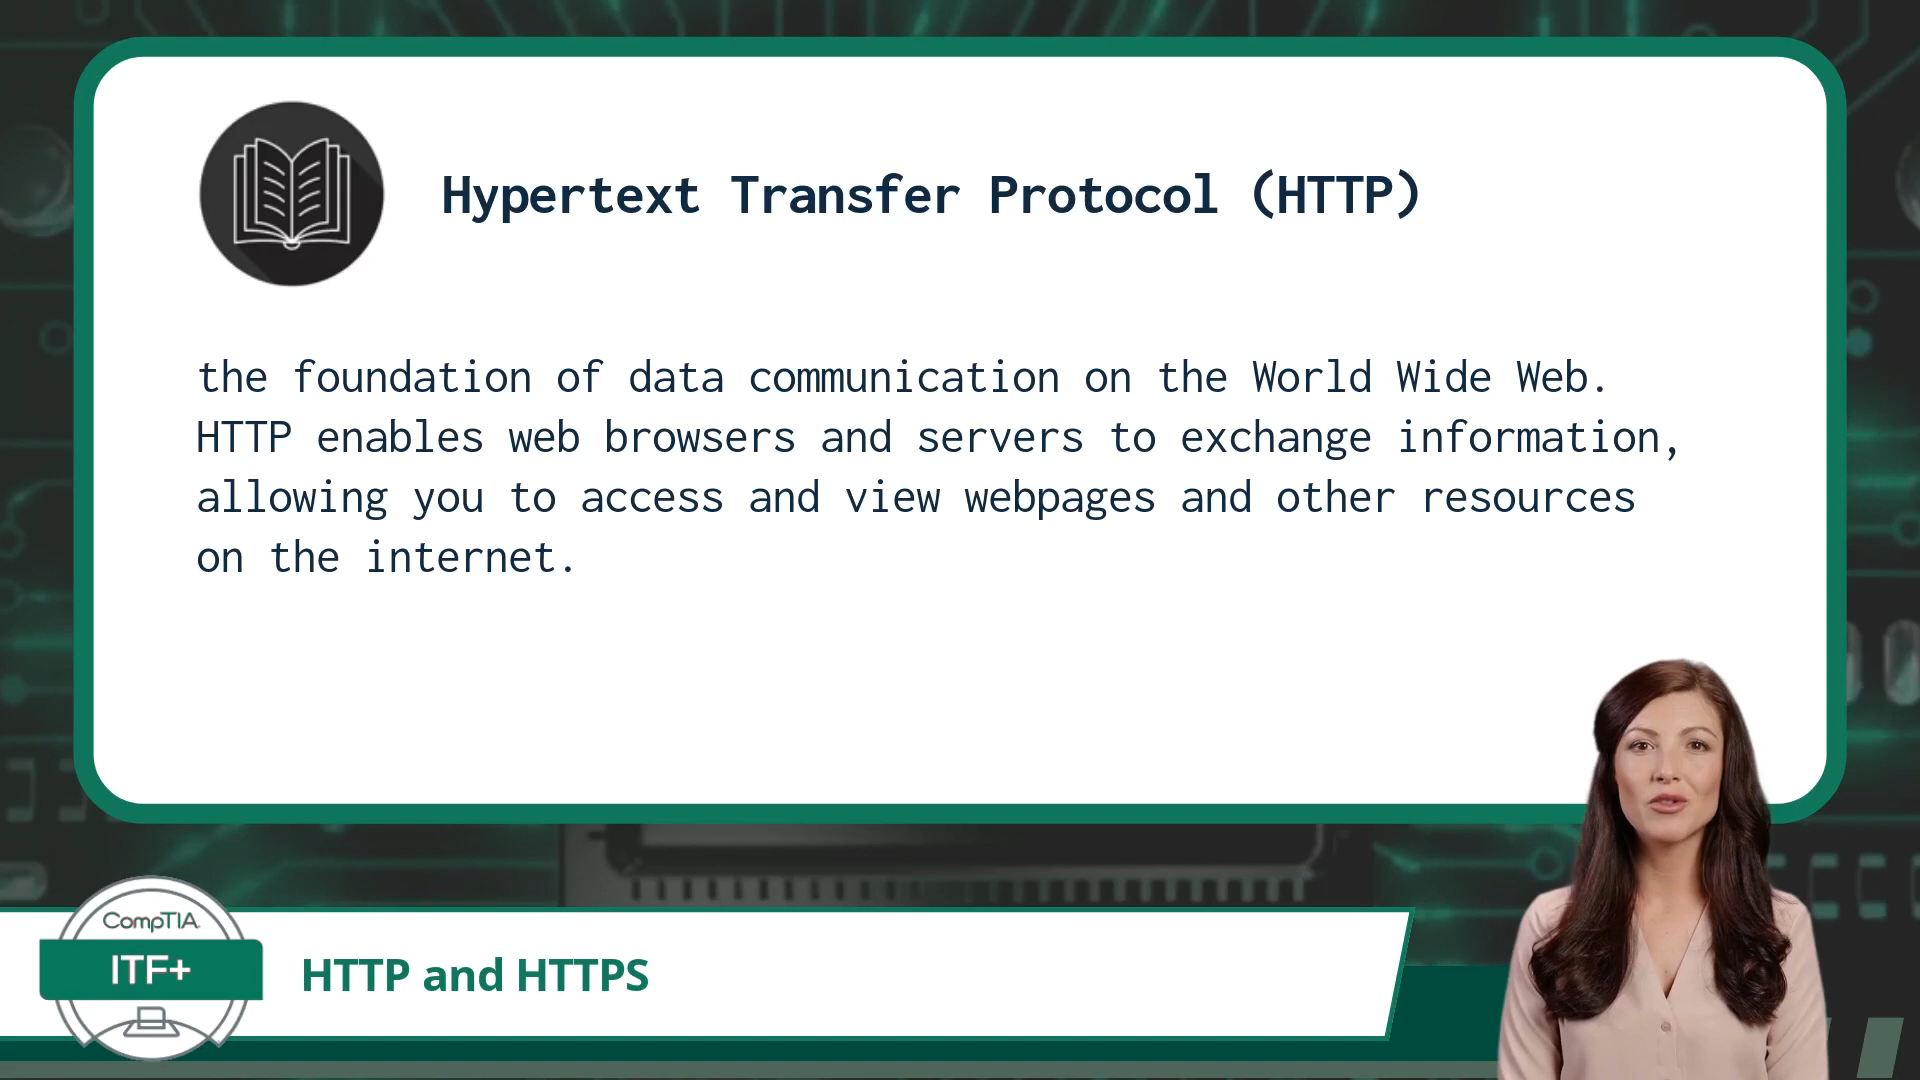 Hypertext Transfer Protocol (HTTP)
the foundation of data communication on the World Wide Web.
HTTP enables web browsers and servers to exchange information,
allowing you to access and view webpages and other resources
on the internet.
CompTIA
ITF+
HTTP and HTTPS